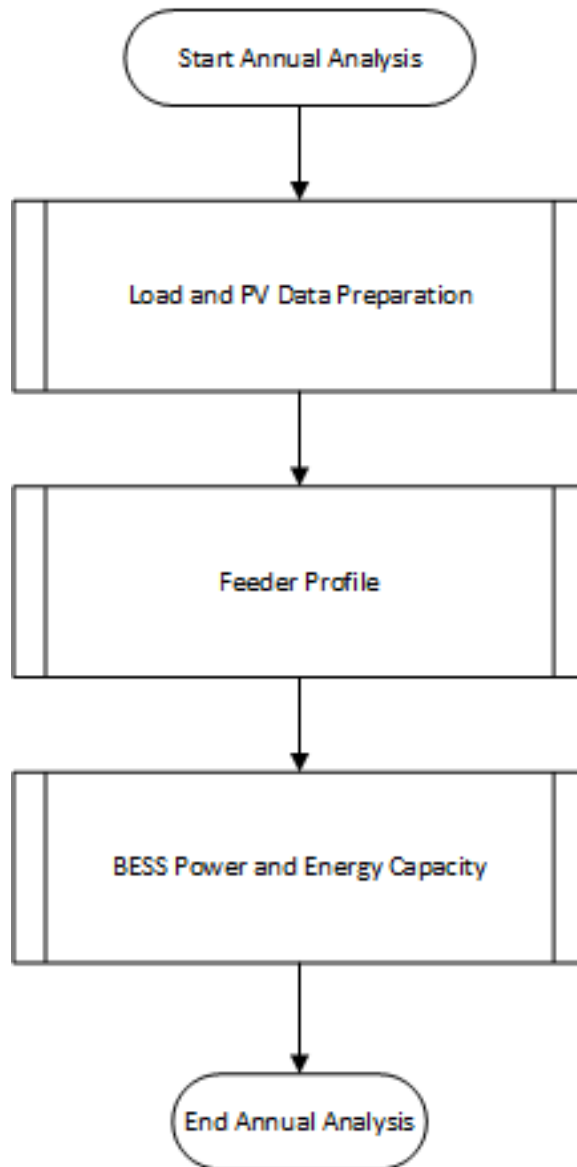 Start Annual Analysis
Load and PV Data Preparation
Feeder Profile
BESS Power and Energy Capacity
End Annual Analysis